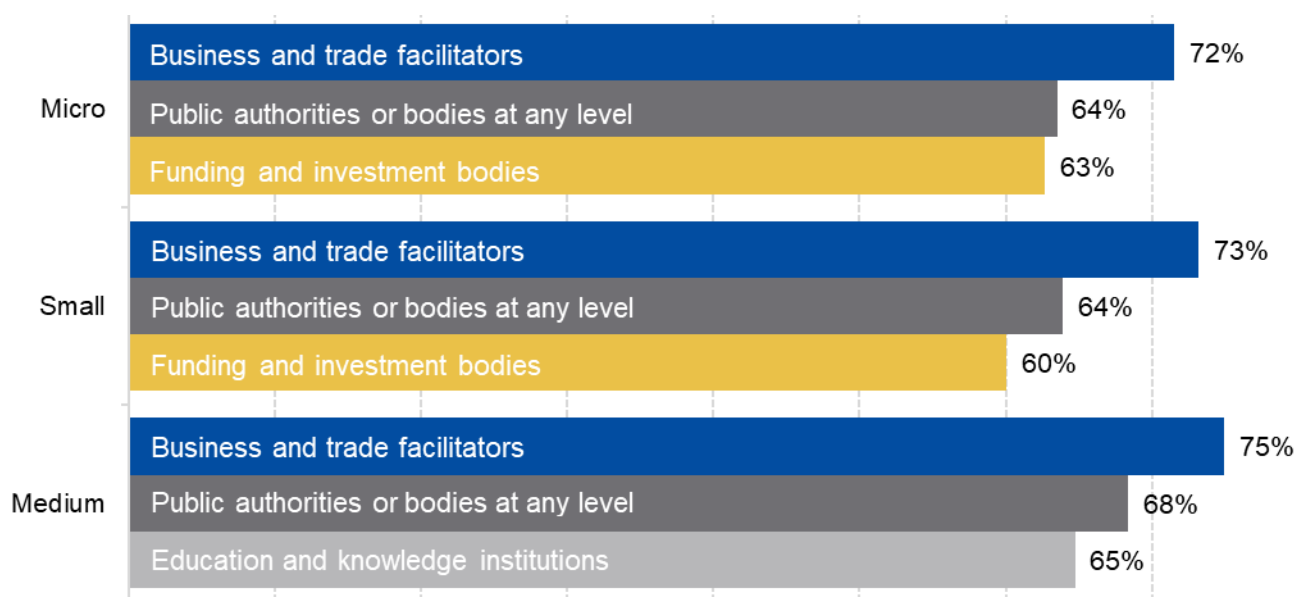 Micro
Business and trade facilitators 72%
Public authorities or bodies at any level 64%
Funding and investment bodies 63%
Small
Business and trade facilitators 73%
Public authorities or bodies at any level 64%
Funding and investment bodies 60%
Medium
Business and trade facilitators 75%
Public authorities or bodies at any level 68%
Education and knowledge institutions 65%